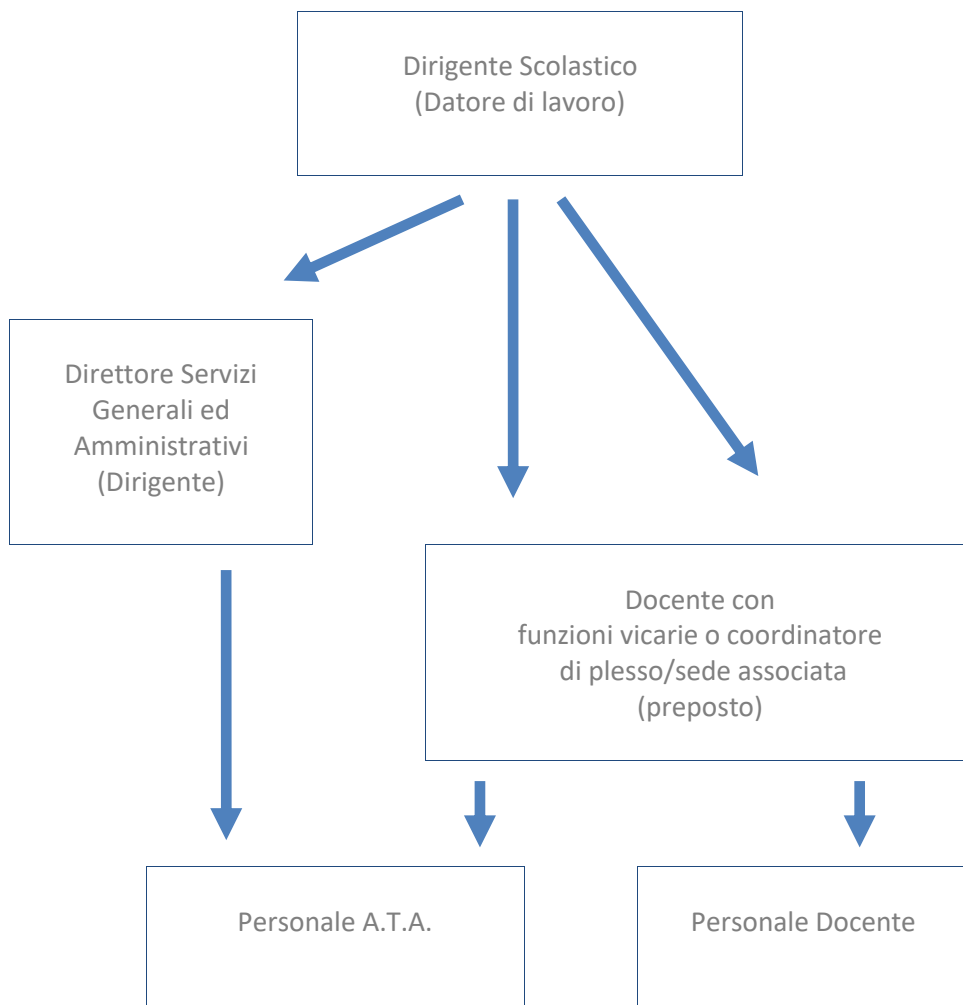 Dirigente Scolastico
(Datore di lavoro)
Direttore Servizi
Generali ed
Amministrativi
(Dirigente)
Docente con
funzioni vicarie o coordinatore
di plesso/sede associata
(preposto)
Personale A.T.A.
Personale Docente